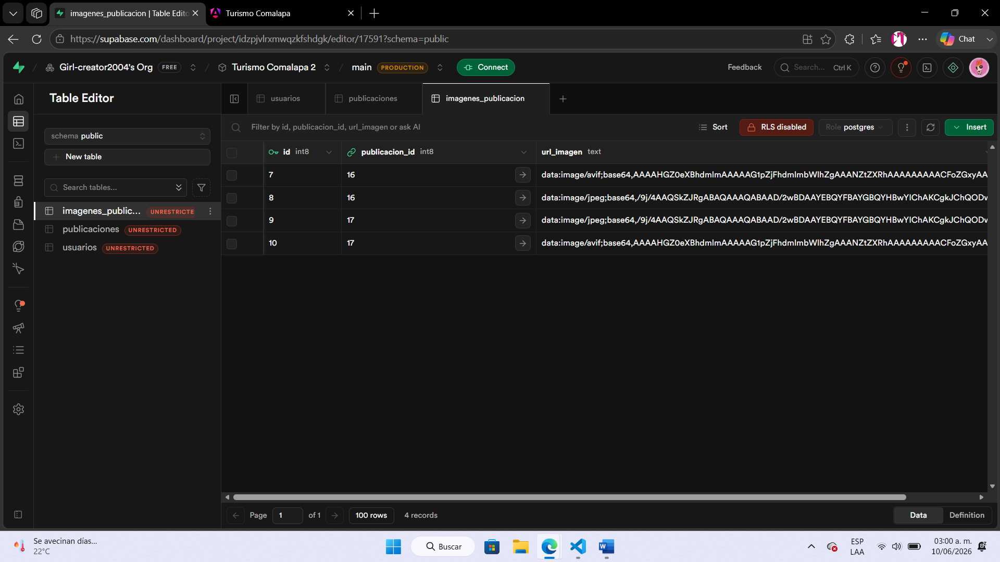 imagenes_publicacion | Table Edito
Turismo Comalapa
https://supabase.com/dashboard/project/idzpjvlrxmwqzkfshdgk/editor/17591?schema=public
Chat
Girl-creator2004's Org FREE
Turismo Comalapa 2
main PRODUCTION
Connect
Feedback
Search... Ctrl K
Table Editor
usuarios
publicaciones
imagenes_publicacion
schema public
New table
Search tables...
imagenes_public... UNRESTRICTE
publicaciones UNRESTRICTED
usuarios UNRESTRICTED
Filter by id, publicacion_id, url_imagen or ask AI
Sort
RLS disabled
Role postgres
Insert
id int8 publicacion_id int8 url_imagen text
7 16 data:image/avif;base64,AAAAHGZ0eXBhdmlmAAAAAG1pZjFhdmlmbWlhZgAAANZtZXRhAAAAAAAAACFoZGxyAA
8 16 data:image/jpeg;base64,/9j/4AAQSkZJRgABAQAAAQABAAD/2wBDAAYEBQYFBAYGBQYHBwYIChAKCgkJChQODw
9 17 data:image/jpeg;base64,/9j/4AAQSkZJRgABAQAAAQABAAD/2wBDAAYEBQYFBAYGBQYHBwYIChAKCgkJChQODw
10 17 data:image/avif;base64,AAAAHGZ0eXBhdmlmAAAAAG1pZjFhdmlmbWlhZgAAANZtZXRhAAAAAAAAACFoZGxyAA
Page 1 of 1
100 rows
4 records
Data
Definition
Se avecinan días...
22°C
Buscar
ESP
LAA
03:00 a. m.
10/06/2026